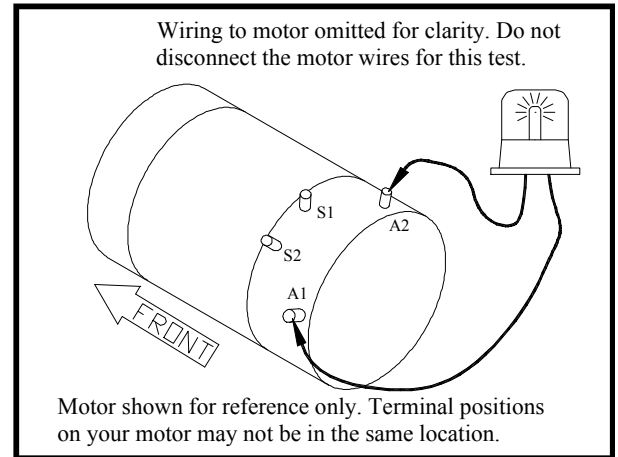 Wiring to motor omitted for clarity. Do not
disconnect the motor wires for this test.
S1
A2
S2
A1
FRONT
Motor shown for reference only. Terminal positions
on your motor may not be in the same location.